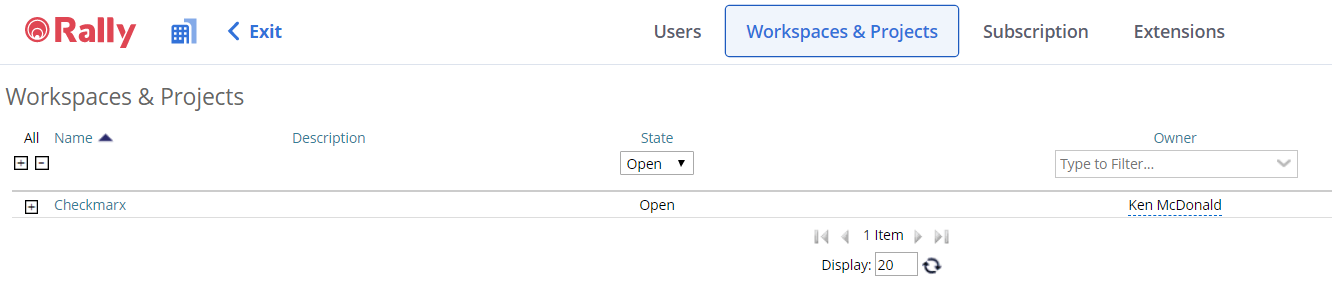 Rally Exit Users Workspaces & Projects Subscription Extensions
Workspaces & Projects
All Name Description State Owner
Open Type to Filter...
Checkmarx Open Ken McDonald
1 Item
Display: 20